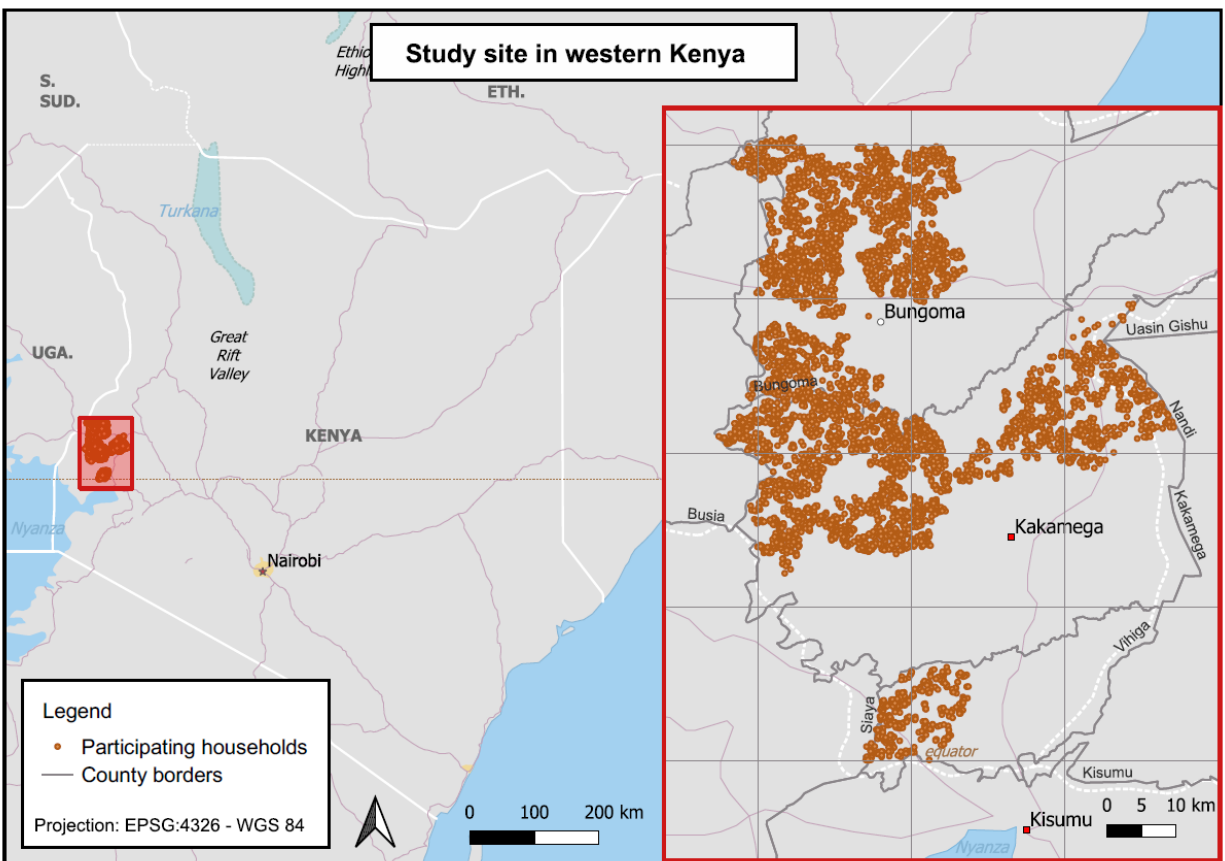 Study site in western Kenya
S.
SUD.
Ethio
Highl
ETH.
Turkana
Great
Rift
Valley
UGA.
KENYA
Nyanza
Nairobi
Bungoma
Uasin Gishu
Bungoma
Nandi
Busia
Kakamega
Kakamega
Vihiga
Siaya
equator
Kisumu
Kisumu
Nyanza
0 5 10 km
Legend
Participating households
County borders
Projection: EPSG:4326 - WGS 84
0 100 200 km